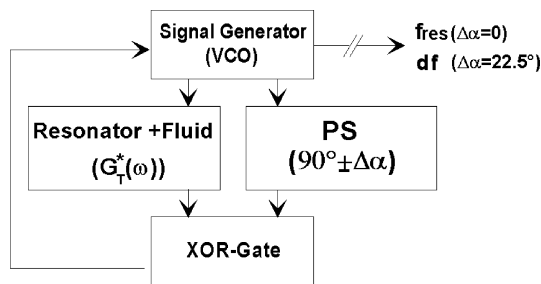 Signal Generator
(VCO)
fres (Δα=0)
df (Δα=22.5°)
Resonator +Fluid
(G*T(ω))
PS
(90°±Δα)
XOR-Gate